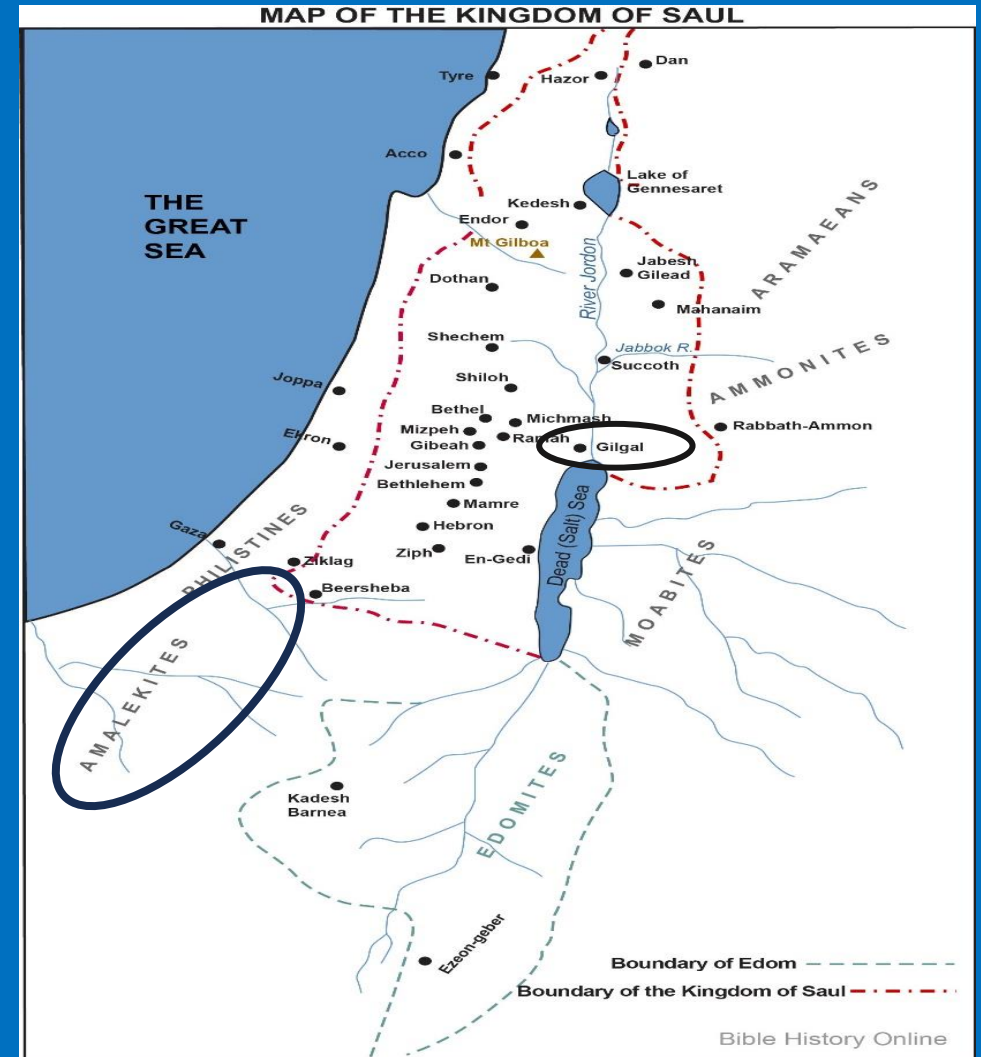 MAP OF THE KINGDOM OF SAUL
Dan
Tyre
Hazor
Acco
Lake of
Gennesaret
THE
GREAT
SEA
Kedesh
Endor
Mt Gilboa
ARAMAEANS
River Jordon
Jabesh
Gilead
Dothan
Mahanaim
Shechem
Jabbok R.
Succoth
AMMONITES
Shiloh
Joppa
Bethel
Michmash
Mizpeh
Ramah
Rabbath-Ammon
Ekron
Gibeah
Gilgal
Jerusalem
Bethlehem
Mamre
Dead (Salt) Sea
Hebron
Gaza
PHILISTINES
Ziph
En-Gedi
Ziklag
Beersheba
MOABITES
AMALEKITES
Kadesh
Barnea
EDOMITES
Ezeon-geber
Boundary of Edom
Boundary of the Kingdom of Saul
Bible History Online